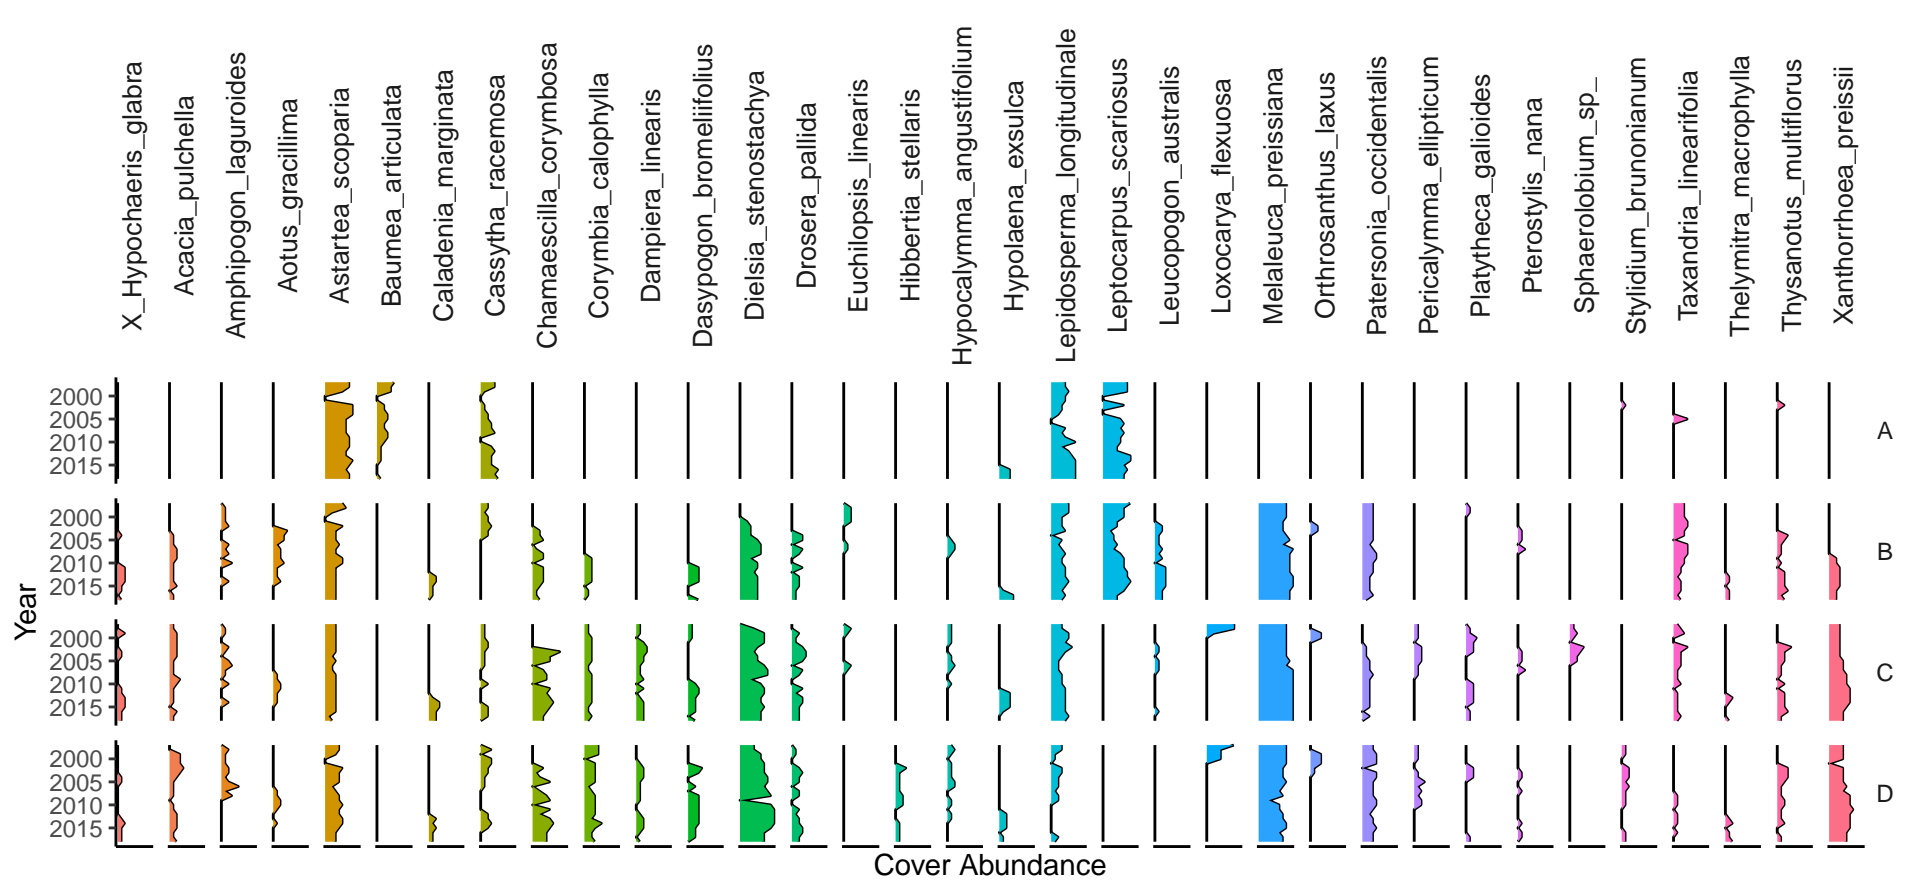 X_Hypochaeris_glabra
Acacia_pulchella
Amphipogon_laguroides
Aotus_gracillima
Astartea_scoparia
Baumea_articulata
Caladenia_marginata
Cassytha_racemosa
Chamaescilla_corymbosa
Corymbia_calophylla
Dampiera_linearis
Dasypogon_bromeliifolius
Dielsia_stenostachya
Drosera_pallida
Euchilopsis_linearis
Hibbertia_stellaris
Hypocalymma_angustifolium
Hypolaena_exsulca
Lepidosperma_longitudinale
Leptocarpus_scariosus
Leucopogon_australis
Loxocarya_flexuosa
Melaleuca_preissiana
Orthrosanthus_laxus
Patersonia_occidentalis
Pericalymma_ellipticum
Platytheca_galioides
Pterostylis_nana
Sphaerolobium_sp_
Stylidium_brunonianum
Taxandria_linearifolia
Thelymitra_macrophylla
Thysanotus_multiflorus
Xanthorrhoea_preissii
2000
2005
2010
2015
A
2000
2005
2010
2015
B
2000
2005
2010
2015
C
2000
2005
2010
2015
D
Year
Cover Abundance